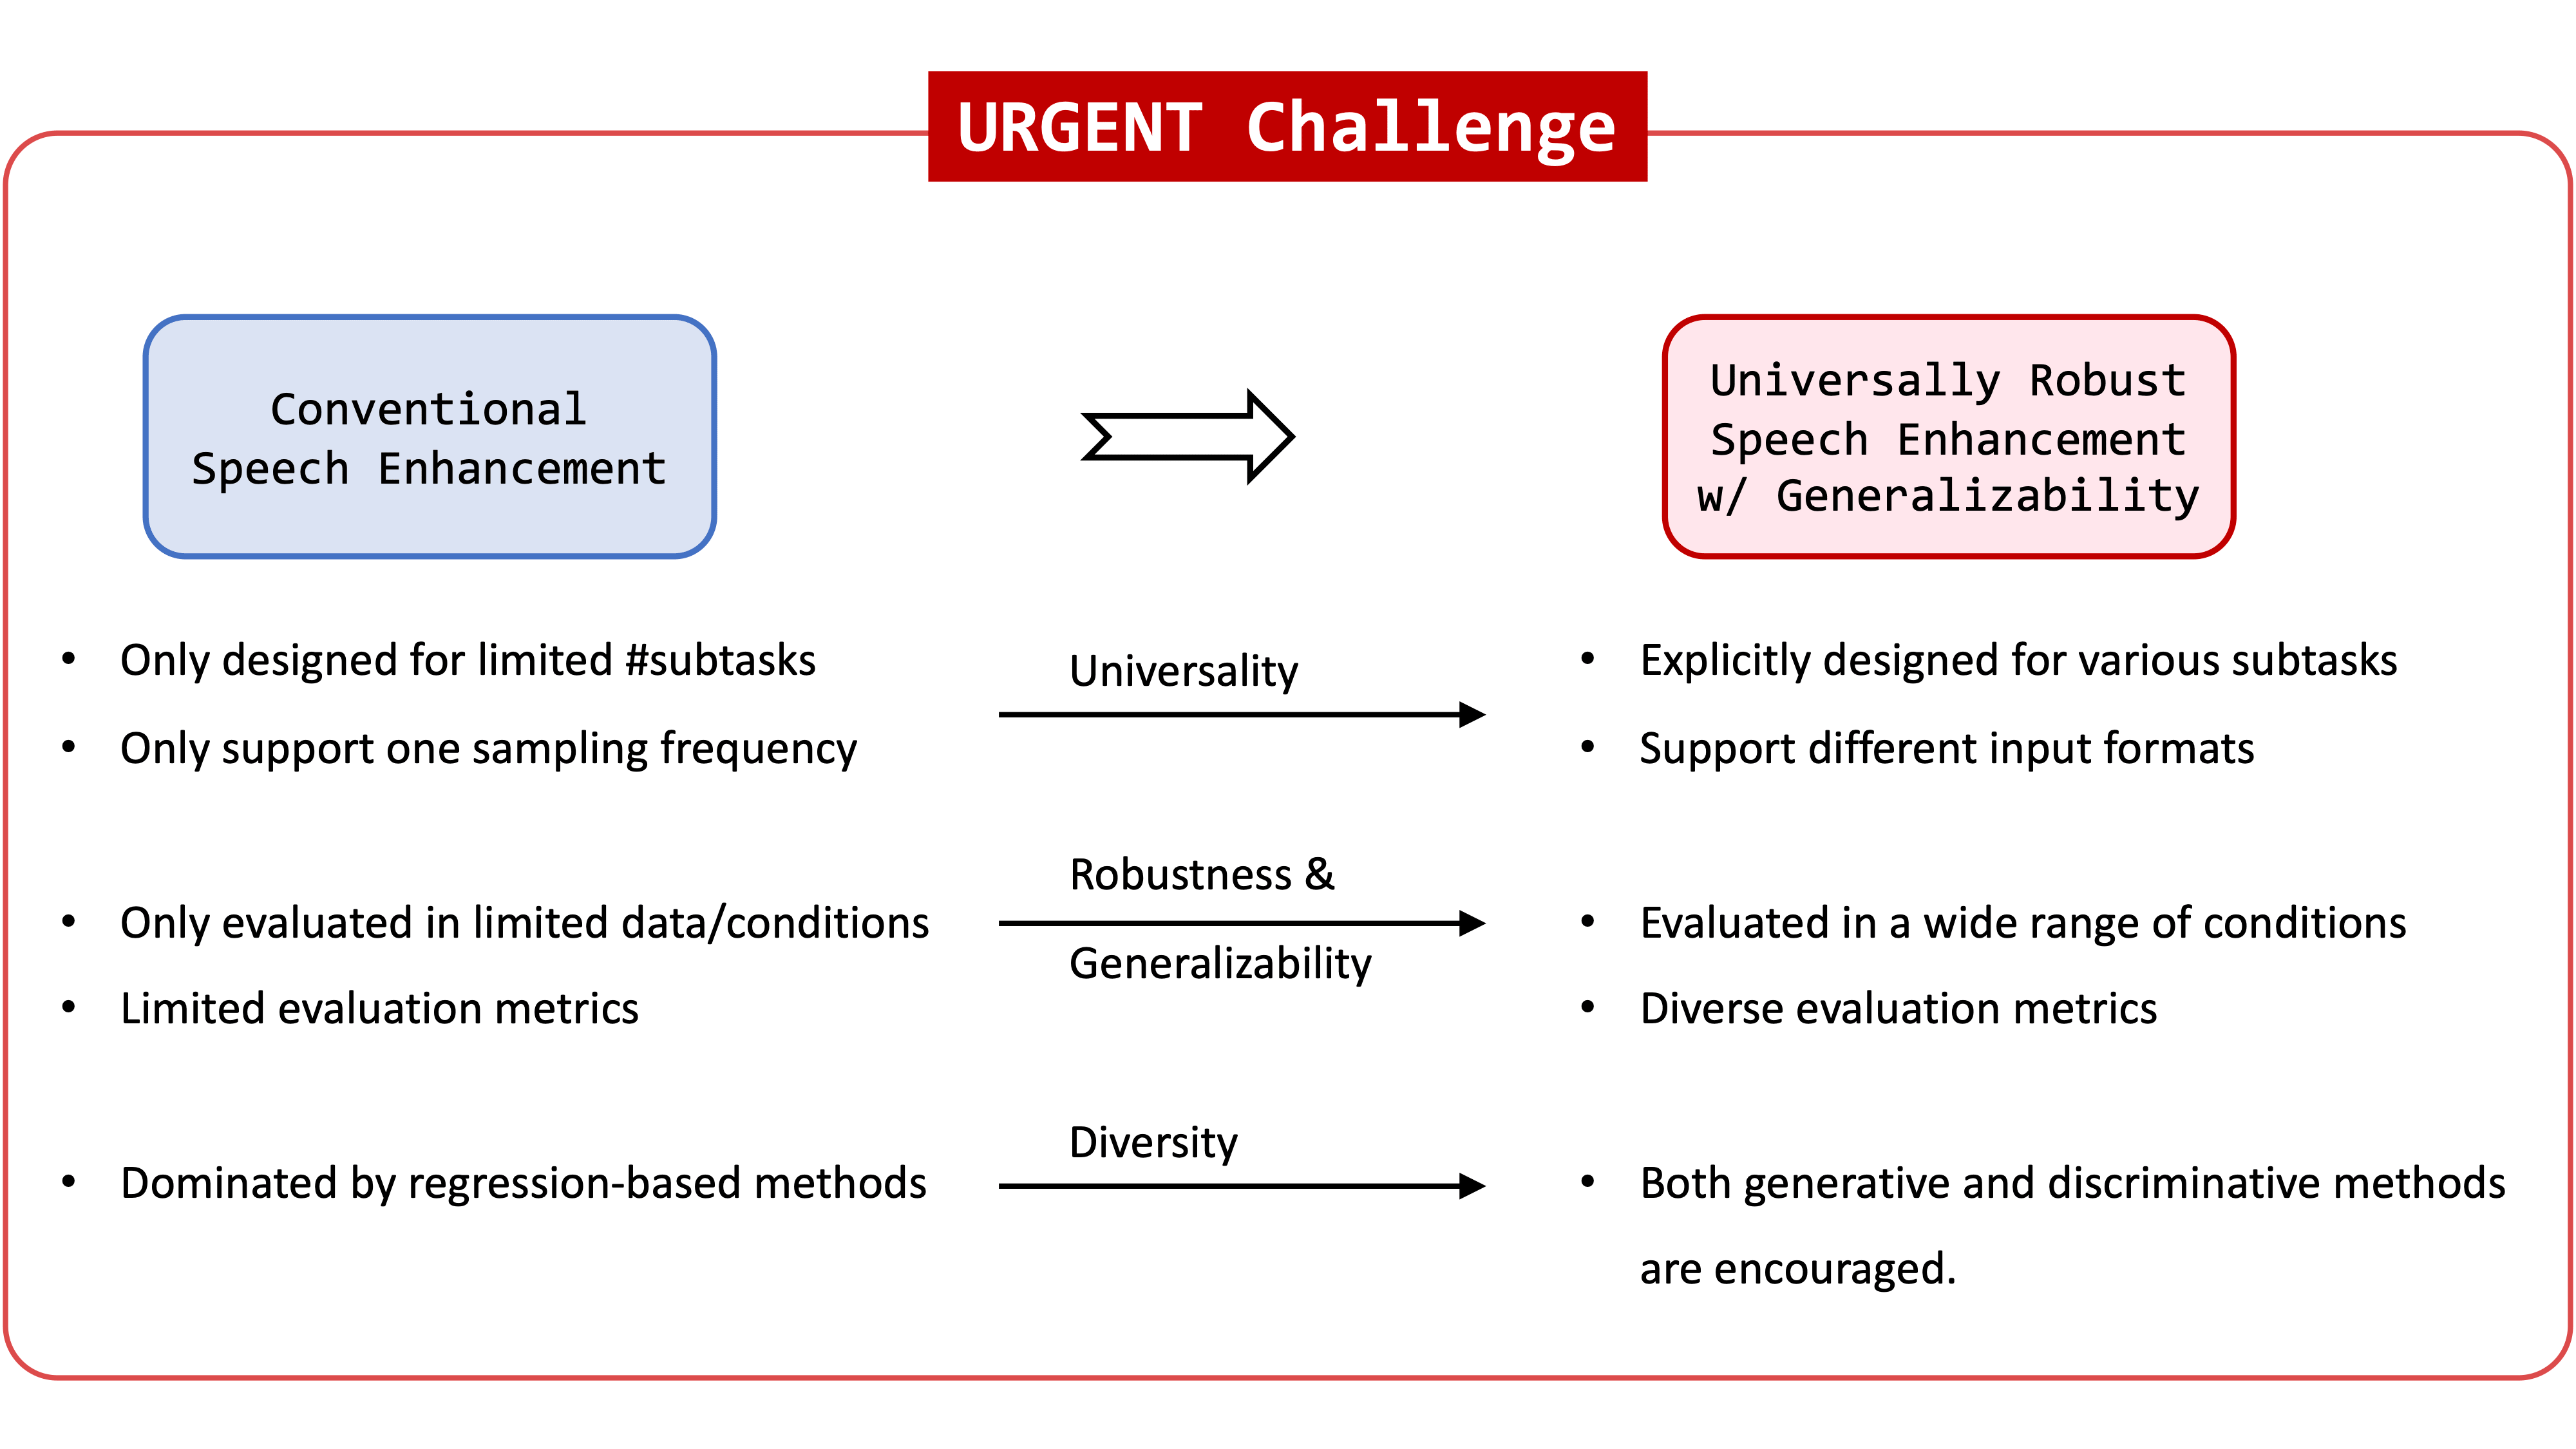 URGENT Challenge
Conventional
Speech Enhancement
Universally Robust
Speech Enhancement
w/ Generalizability
• Only designed for limited #subtasks
• Only support one sampling frequency
Universality
• Explicitly designed for various subtasks
• Support different input formats
• Only evaluated in limited data/conditions
• Limited evaluation metrics
Robustness &
Generalizability
• Evaluated in a wide range of conditions
• Diverse evaluation metrics
• Dominated by regression-based methods
Diversity
• Both generative and discriminative methods
are encouraged.